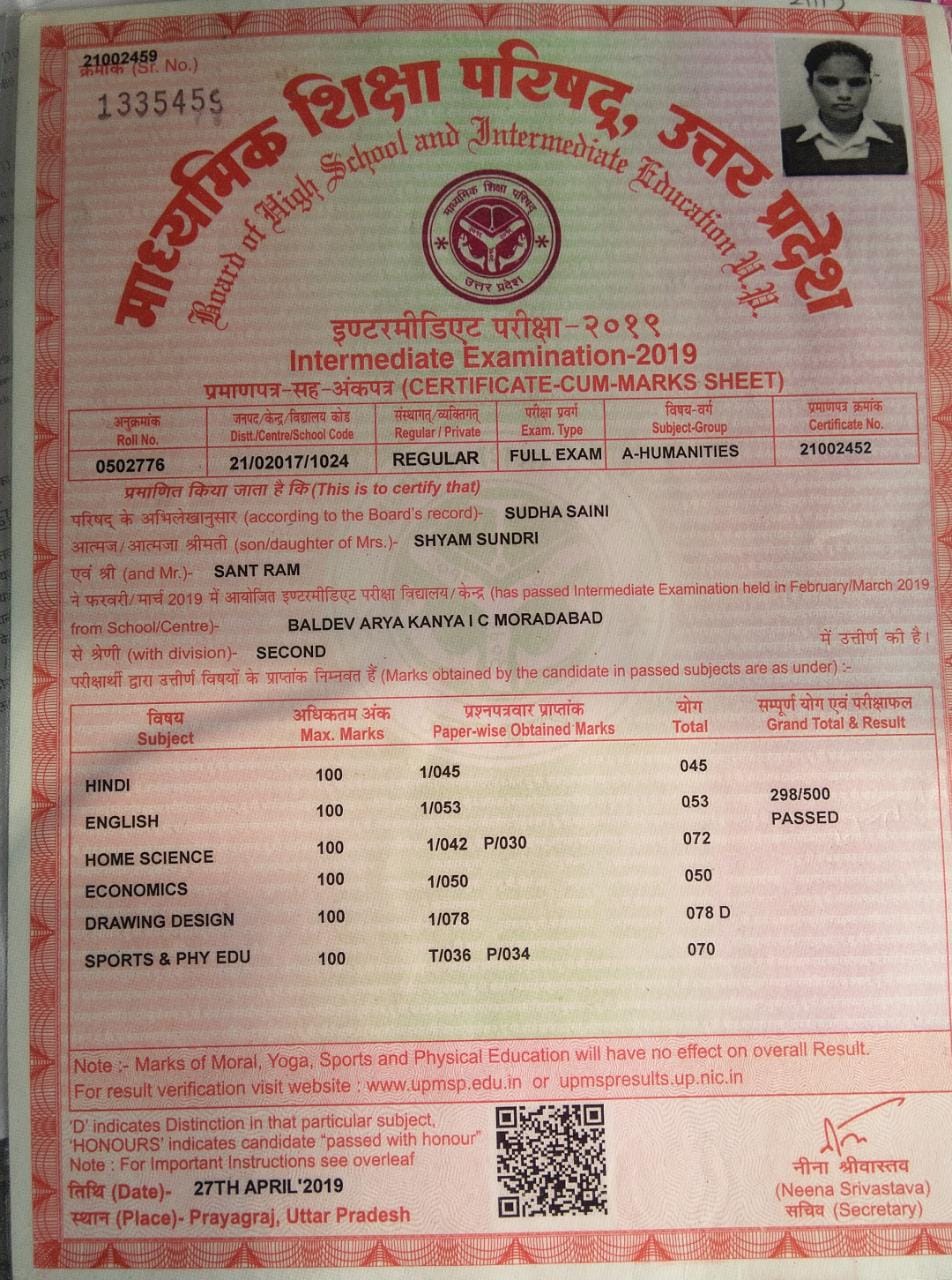 21002459
क्रमांक (Sr. No.)
1335459
माध्यमिक शिक्षा परिषद्, उत्तर प्रदेश
Board of High School and Intermediate Education U.P.
माध्यमिक शिक्षा परिषद्
उत्तर प्रदेश
इण्टरमीडिएट परीक्षा-२०१९
Intermediate Examination-2019
प्रमाणपत्र-सह-अंकपत्र (CERTIFICATE-CUM-MARKS SHEET)
अनुक्रमांक जनपद/केन्द्र/विद्यालय कोड संस्थागत/व्यक्तिगत परीक्षा प्रवर्ग विषय-वर्ग प्रमाणपत्र क्रमांक
Roll No. Distt./Centre/School Code Regular / Private Exam. Type Subject-Group Certificate No.
0502776 21/02017/1024 REGULAR FULL EXAM A-HUMANITIES 21002452
प्रमाणित किया जाता है कि (This is to certify that)
परिषद् के अभिलेखानुसार (according to the Board's record)- SUDHA SAINI
आत्मज/आत्मजा श्रीमती (son/daughter of Mrs.)- SHYAM SUNDRI
एवं श्री (and Mr.)- SANT RAM
ने फरवरी/मार्च 2019 में आयोजित इण्टरमीडिएट परीक्षा विद्यालय/केन्द्र (has passed Intermediate Examination held in February/March 2019
from School/Centre)- BALDEV ARYA KANYA I C MORADABAD
से श्रेणी (with division)- SECOND में उत्तीर्ण की है।
परीक्षार्थी द्वारा उत्तीर्ण विषयों के प्राप्तांक निम्नवत हैं (Marks obtained by the candidate in passed subjects are as under) :-
विषय अधिकतम अंक प्रश्नपत्रवार प्राप्तांक योग सम्पूर्ण योग एवं परीक्षाफल
Subject Max. Marks Paper-wise Obtained Marks Total Grand Total & Result
HINDI 100 1/045 045
ENGLISH 100 1/053 053 298/500
PASSED
HOME SCIENCE 100 1/042 P/030 072
ECONOMICS 100 1/050 050
DRAWING DESIGN 100 1/078 078 D
SPORTS & PHY EDU 100 T/036 P/034 070
Note :- Marks of Moral, Yoga, Sports and Physical Education will have no effect on overall Result.
For result verification visit website : www.upmsp.edu.in or upmspresults.up.nic.in
'D' indicates Distinction in that particular subject,
'HONOURS' indicates candidate "passed with honour"
Note : For Important Instructions see overleaf
तिथि (Date)- 27TH APRIL'2019
स्थान (Place)- Prayagraj, Uttar Pradesh
नीना श्रीवास्तव
(Neena Srivastava)
सचिव (Secretary)